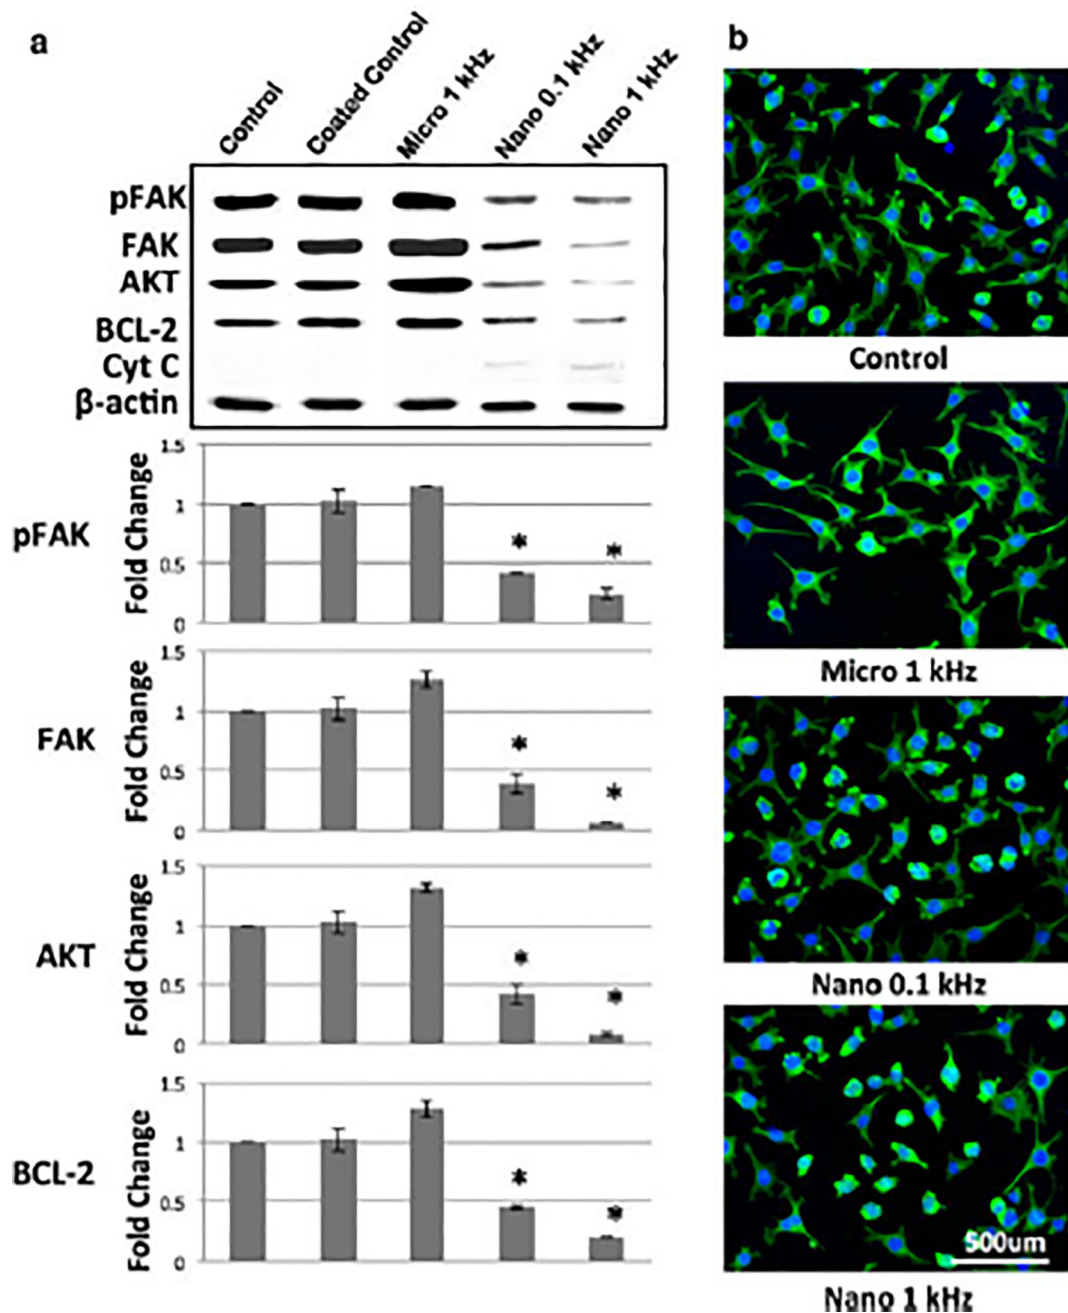 a
b
Control
Coated Control
Micro 1 kHz
Nano 0.1 kHz
Nano 1 kHz
pFAK
FAK
AKT
BCL-2
Cyt C
β-actin
pFAK
Fold Change
1.5
1
0.5
0
*
*
FAK
Fold Change
1.5
1
0.5
0
*
*
AKT
Fold Change
1.5
1
0.5
0
*
*
BCL-2
Fold Change
1.5
1
0.5
0
*
*
Control
Micro 1 kHz
Nano 0.1 kHz
500um
Nano 1 kHz